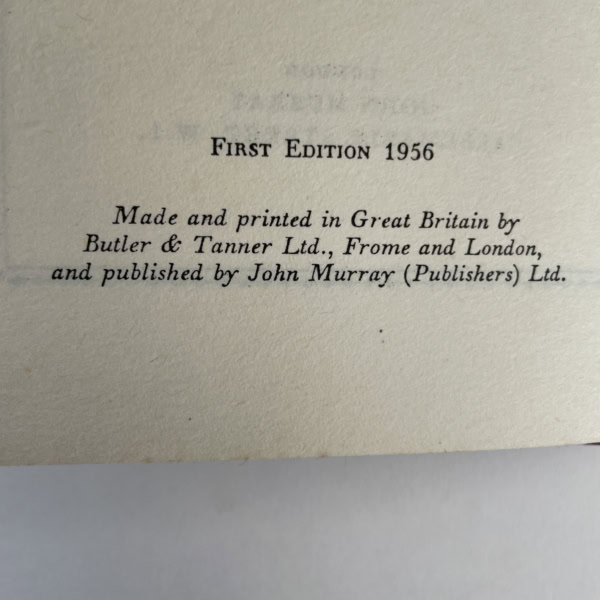 First Edition 1956
Made and printed in Great Britain by
Butler & Tanner Ltd., Frome and London,
and published by John Murray (Publishers) Ltd.